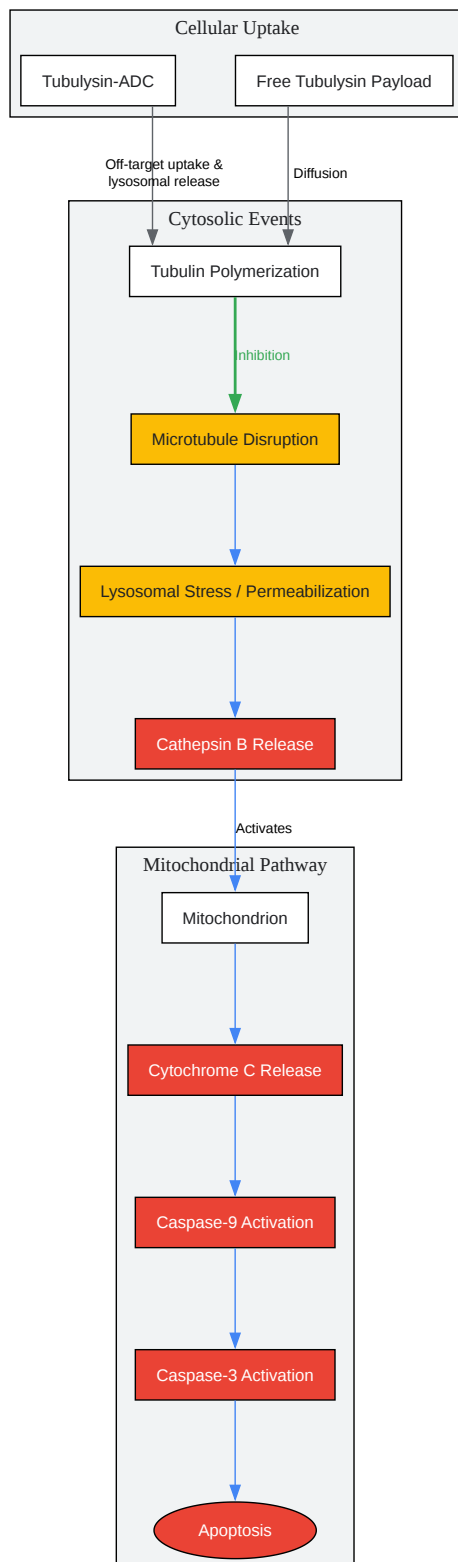 Cellular Uptake
Tubulysin-ADC
Free Tubulysin Payload
Off-target uptake &
lysosomal release
Diffusion
Cytosolic Events
Tubulin Polymerization
Inhibition
Microtubule Disruption
Lysosomal Stress / Permeabilization
Cathepsin B Release
Activates
Mitochondrial Pathway
Mitochondrion
Cytochrome C Release
Caspase-9 Activation
Caspase-3 Activation
Apoptosis